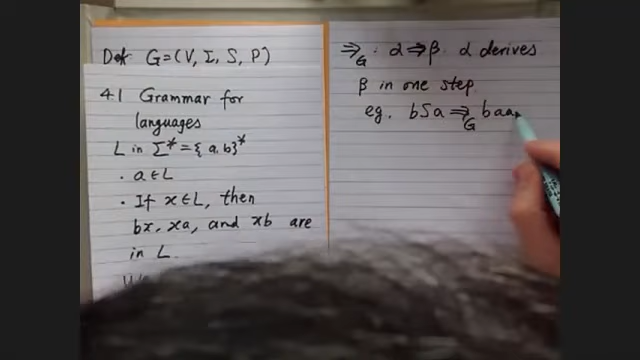 Def G=(V, Σ, S, P)
4.1 Grammar for
languages
L in Σ*={a,b}*
· a∈L
· If x∈L, then
bx, xa, and xb are
in L.
⇒G : α⇒β α derives
β in one step
eg. bSa ⇒G baa